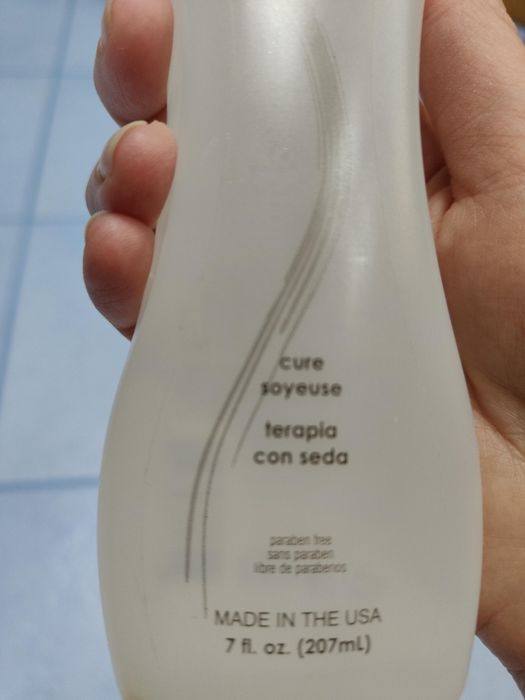 cure
soyeuse
terapia
con seda
paraben free
sans paraben
libre de parabenos
MADE IN THE USA
7 fl. oz. (207mL)